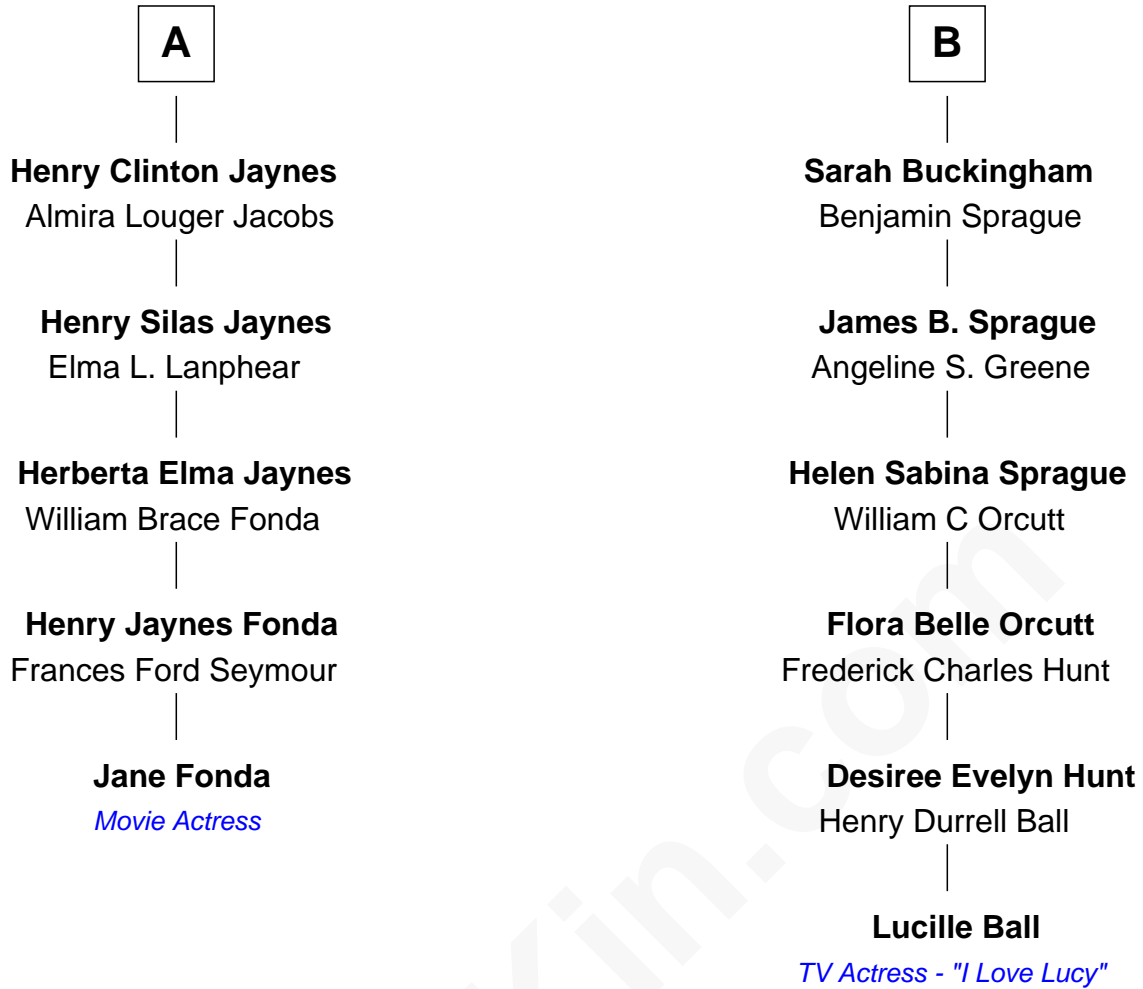 A
Henry Clinton Jaynes
Almira Louger Jacobs
Henry Silas Jaynes
Elma L. Lanphear
Herberta Elma Jaynes
William Brace Fonda
Henry Jaynes Fonda
Frances Ford Seymour
Jane Fonda
Movie Actress
B
Sarah Buckingham
Benjamin Sprague
James B. Sprague
Angeline S. Greene
Helen Sabina Sprague
William C Orcutt
Flora Belle Orcutt
Frederick Charles Hunt
Desiree Evelyn Hunt
Henry Durrell Ball
Lucille Ball
TV Actress - "I Love Lucy"
Kin.com